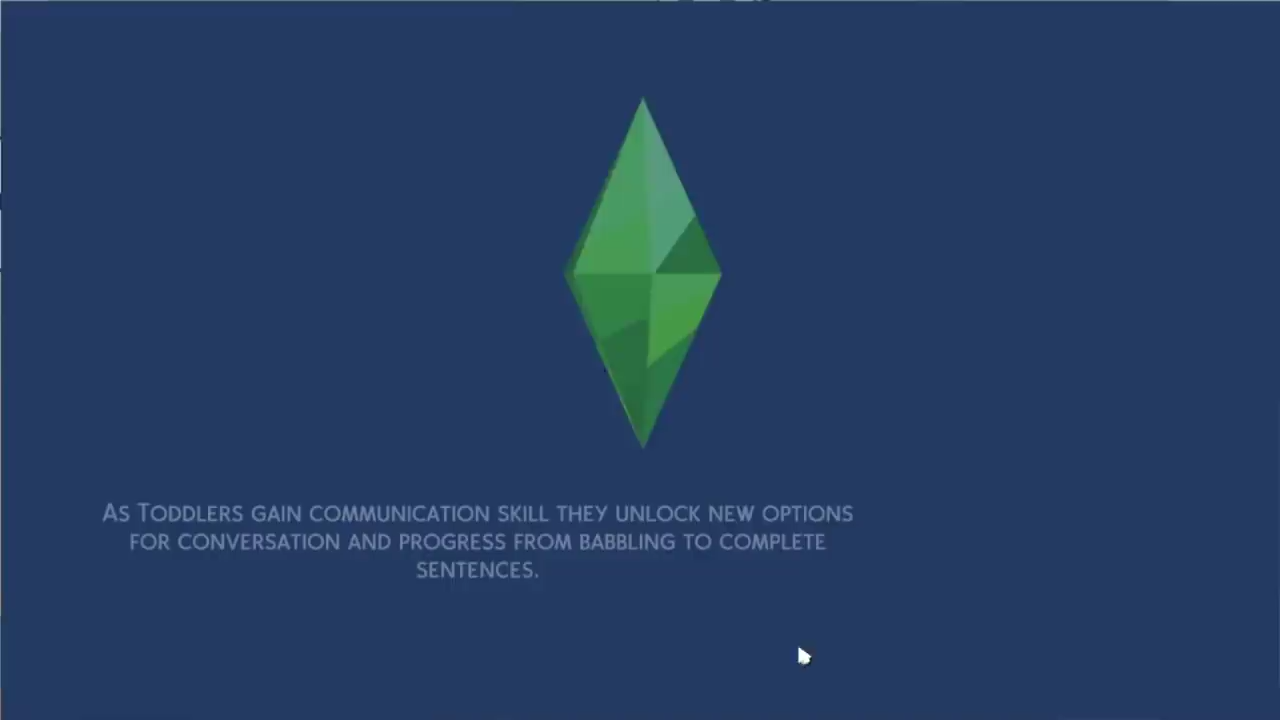 As Toddlers gain communication skill they unlock new options
for conversation and progress from babbling to complete
sentences.